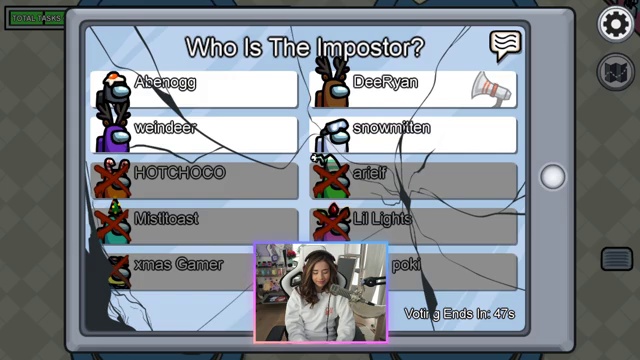 TOTAL TASKS
Who Is The Impostor?
Abenogg
DeeRyan
weindeer
snowmitten
HOTCHOCO
arieif
Mistltoast
Lil Lights
xmas Gamer
poki
Voting Ends In: 47s